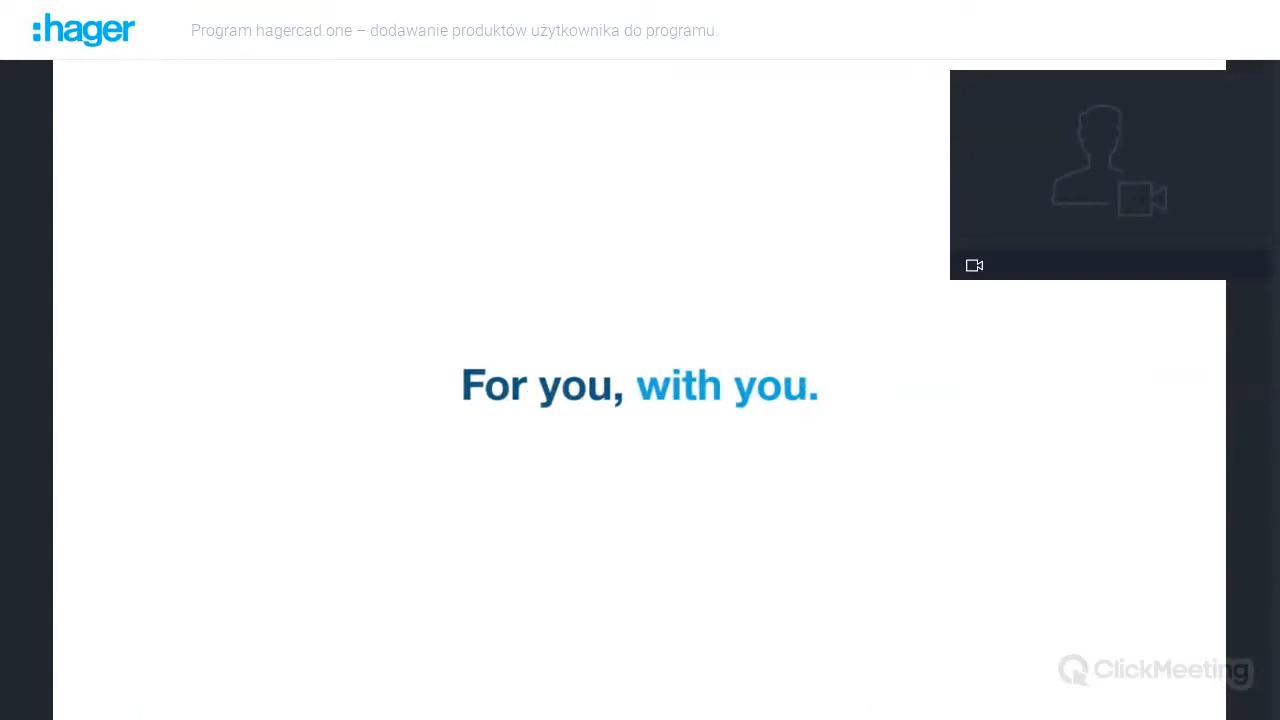 :hager
Program hagercad.one – dodawanie produktów użytkownika do programu.
For you, with you.
ClickMeeting